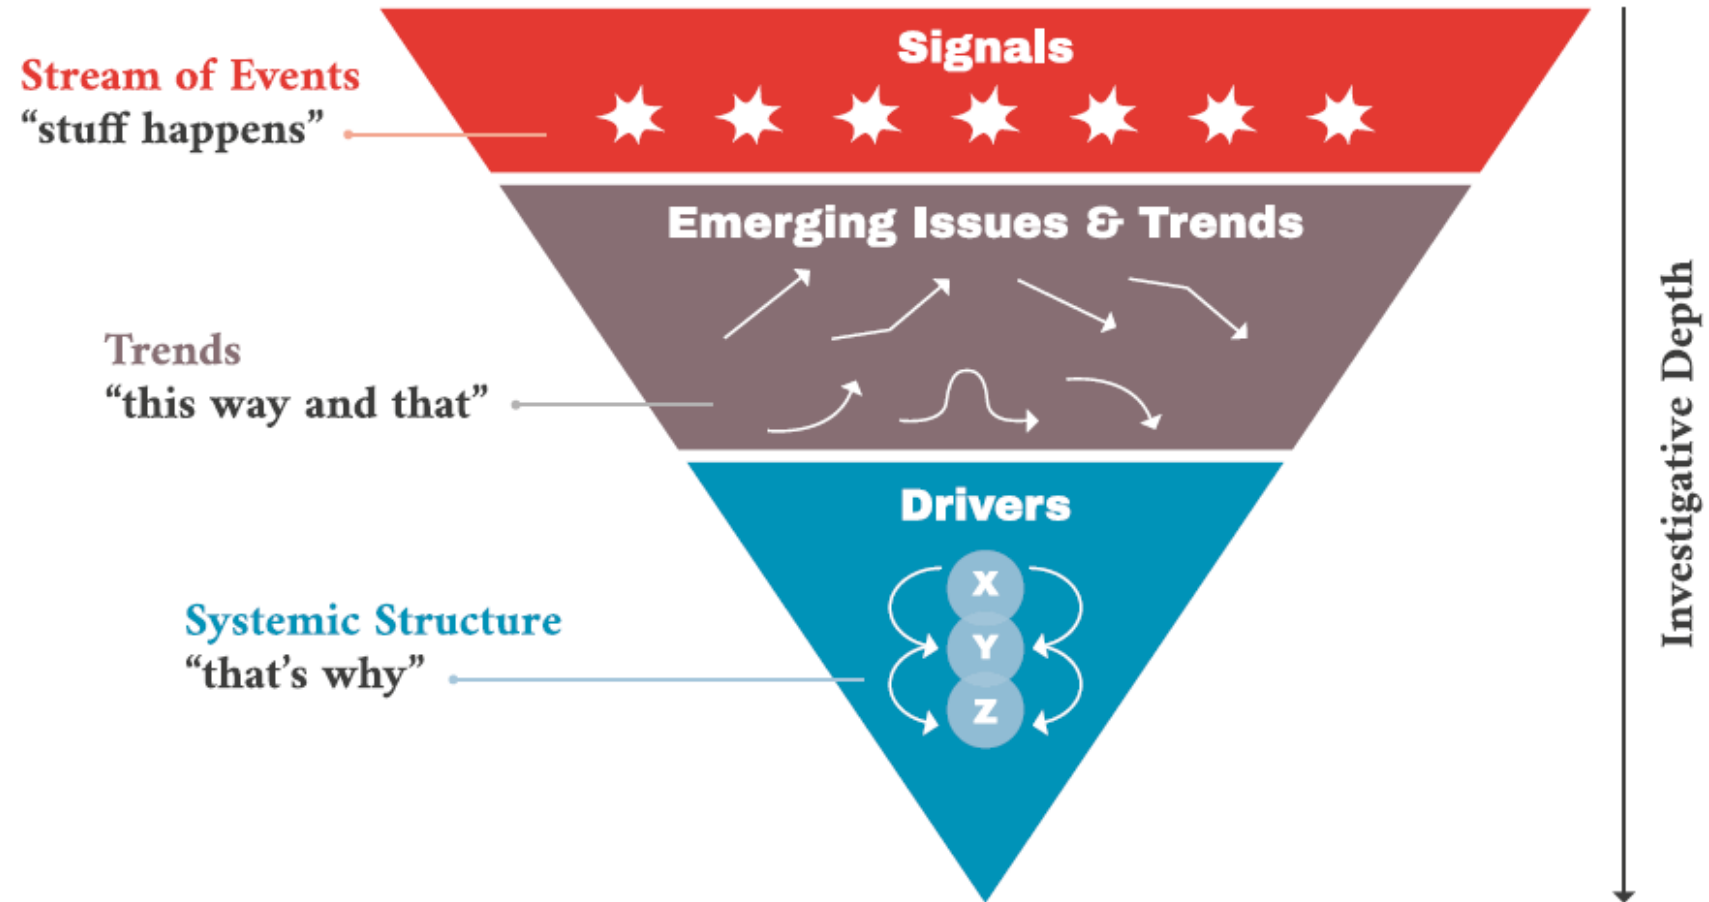 Signals
Stream of Events
“stuff happens”
Emerging Issues & Trends
Trends
“this way and that”
Drivers
X
Y
Z
Systemic Structure
“that’s why”
Investigative Depth